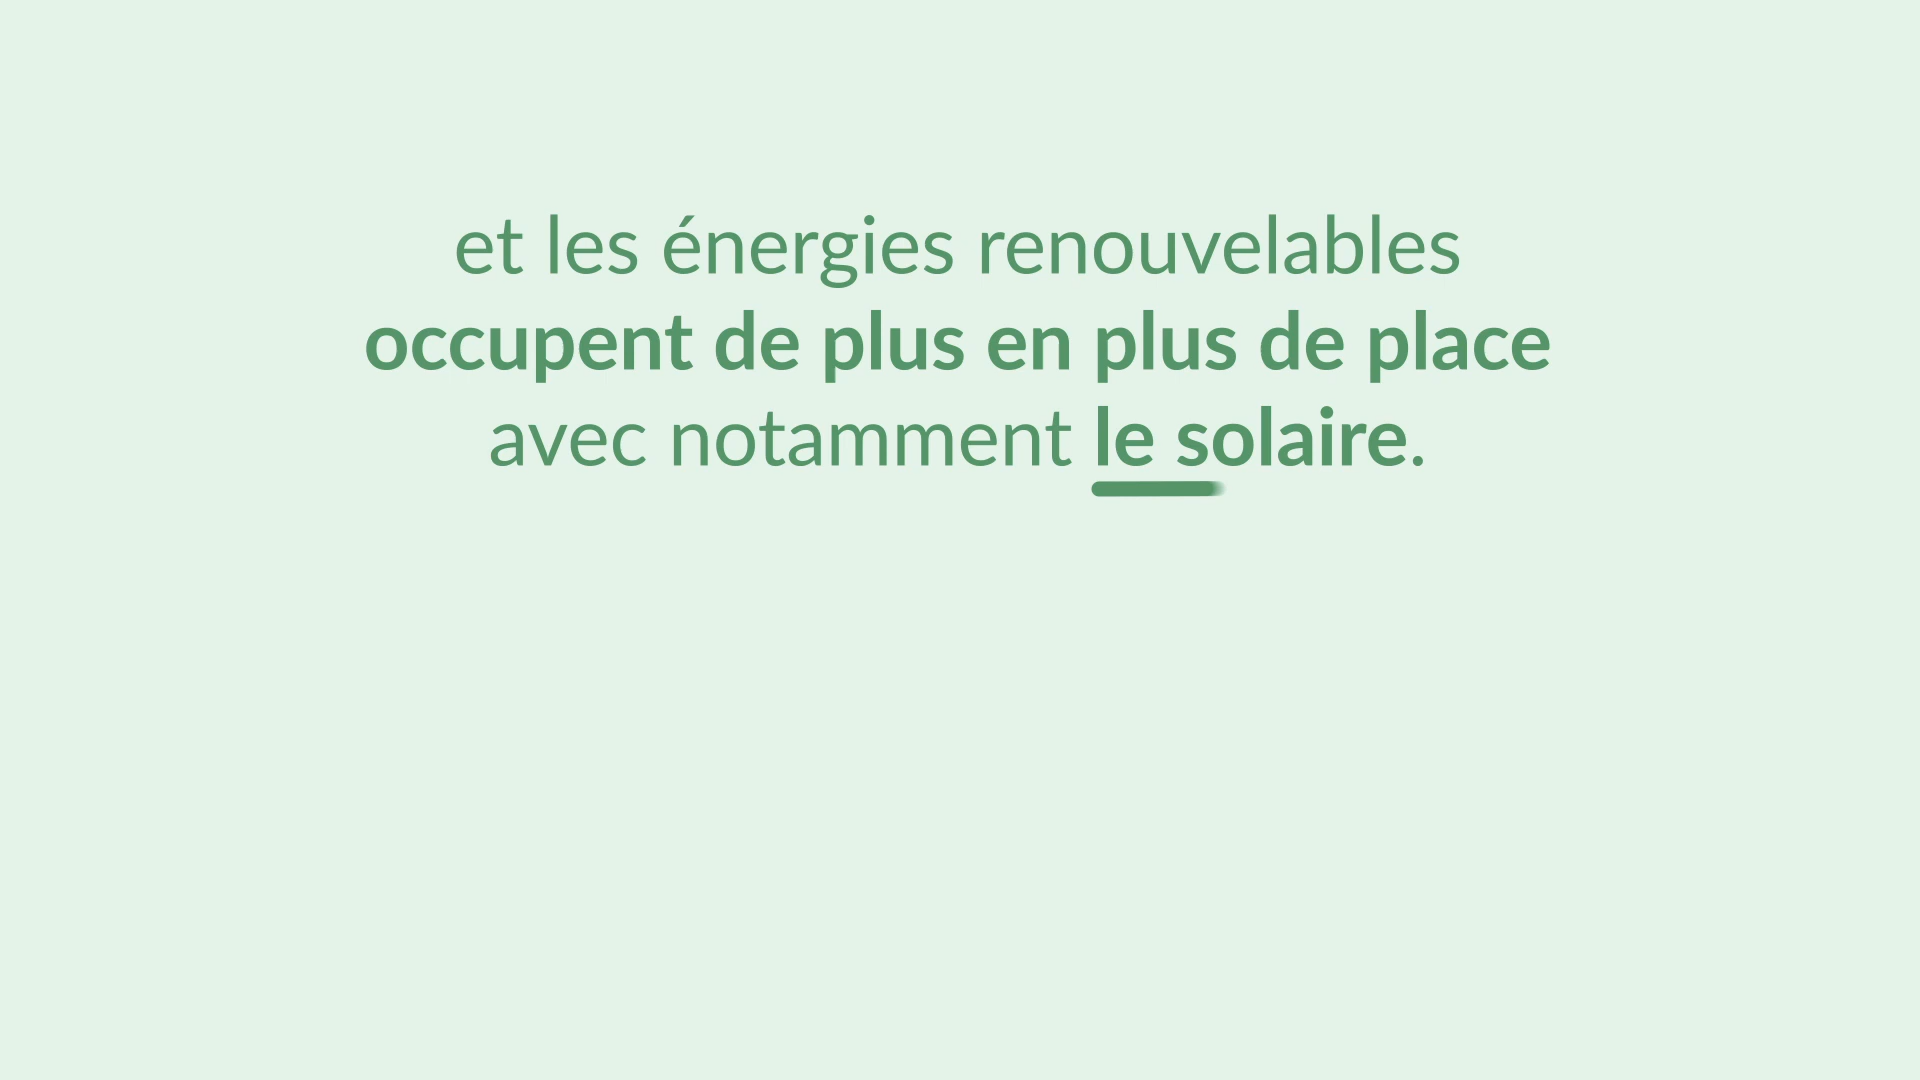 et les énergies renouvelables
occupent de plus en plus de place
avec notamment le solaire.